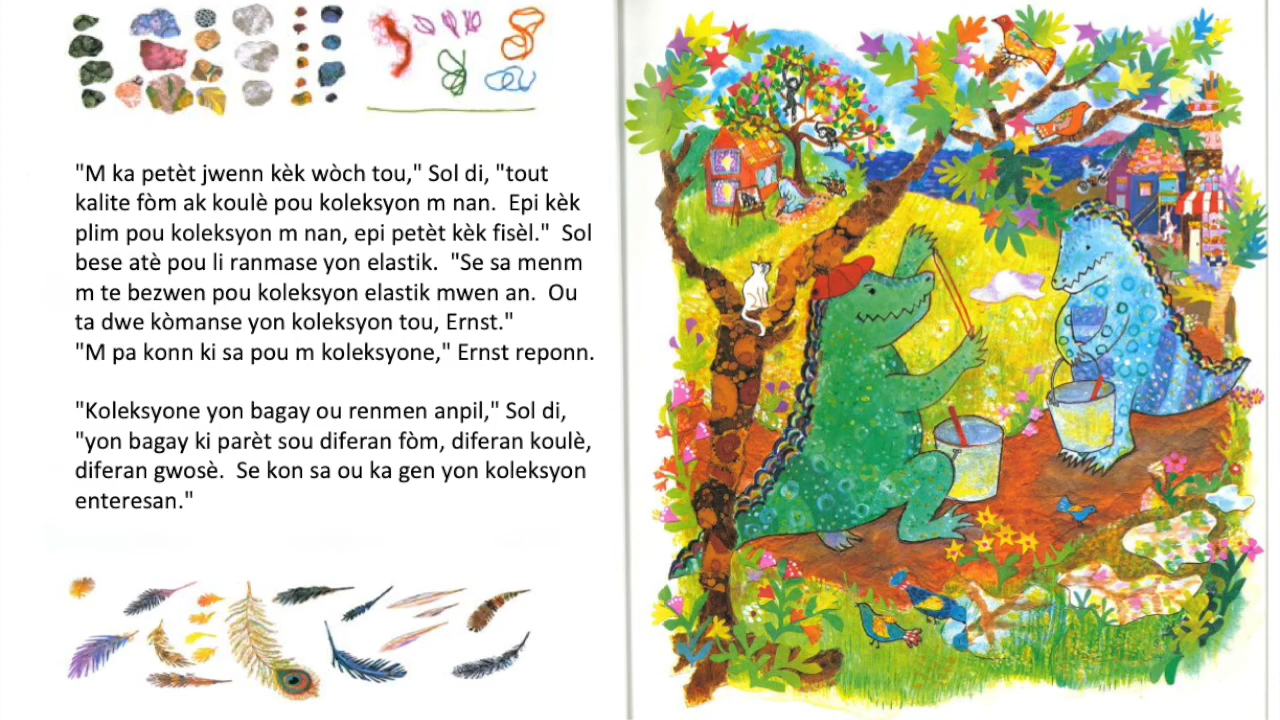 "M ka petèt jwenn kèk wòch tou," Sol di, "tout
kalite fòm ak koulè pou koleksyon m nan.  Epi kèk
plim pou koleksyon m nan, epi petèt kèk fisèl."  Sol
bese atè pou li ranmase yon elastik.  "Se sa menm
m te bezwen pou koleksyon elastik mwen an.  Ou
ta dwe kòmanse yon koleksyon tou, Ernst."
"M pa konn ki sa pou m koleksyone," Ernst reponn.
"Koleksyone yon bagay ou renmen anpil," Sol di,
"yon bagay ki parèt sou diferan fòm, diferan koulè,
diferan gwosè.  Se kon sa ou ka gen yon koleksyon
enteresan."